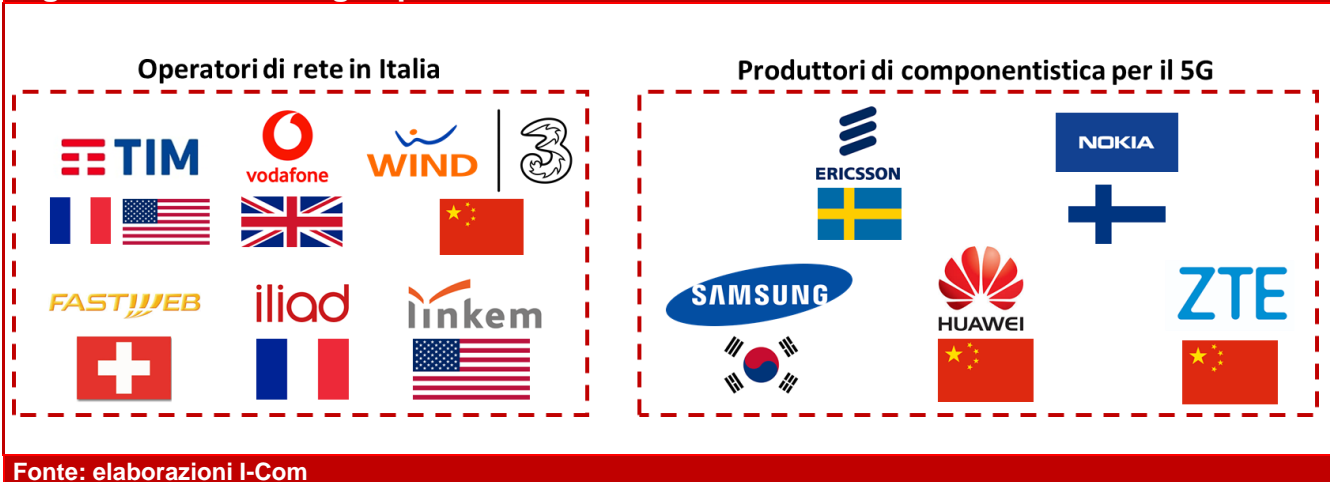 Operatori di rete in Italia
Produttori di componentistica per il 5G
TIM
vodafone
WIND 3
ERICSSON
NOKIA
FASTWEB
iliad
linkem
SAMSUNG
HUAWEI
ZTE
Fonte: elaborazioni I-Com